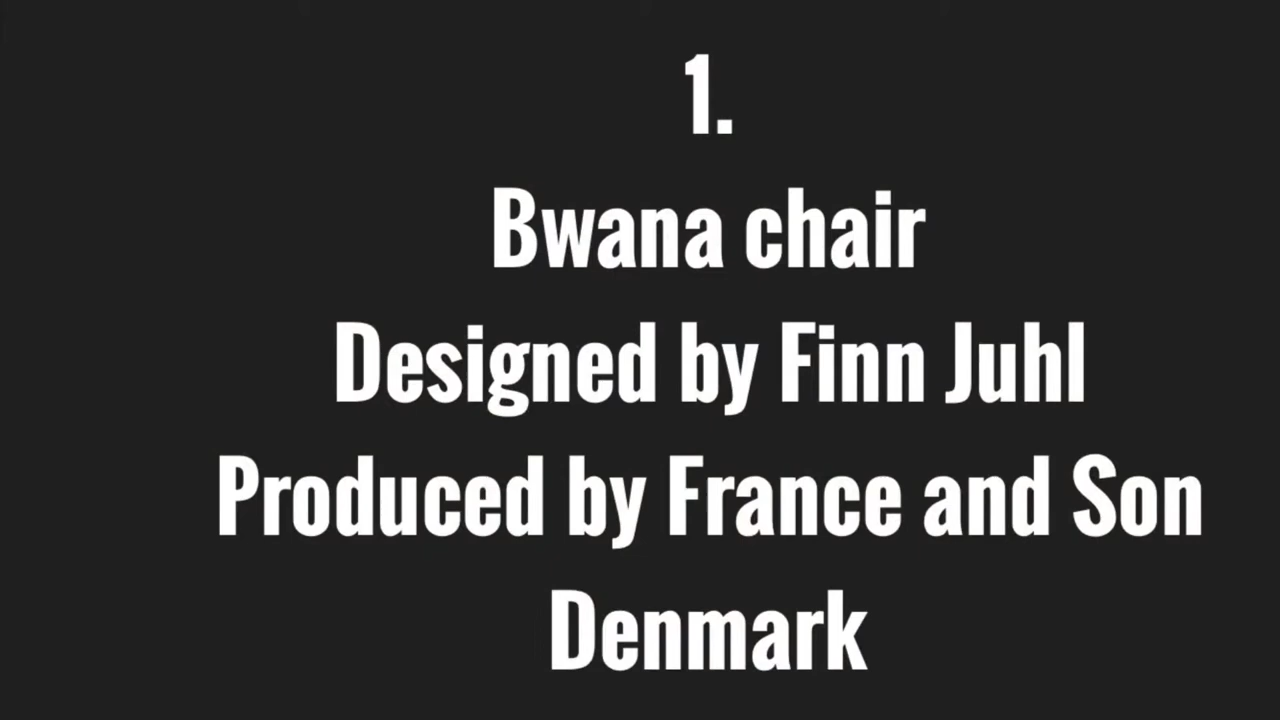 1.
Bwana chair
Designed by Finn Juhl
Produced by France and Son
Denmark